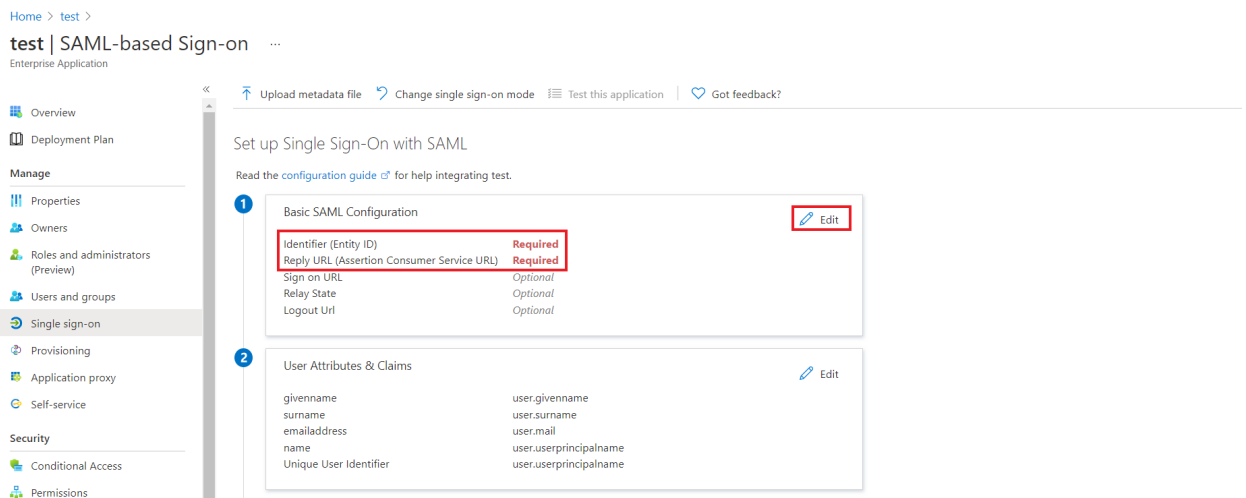 Home > test >
test | SAML-based Sign-on ...
Enterprise Application
«
Overview
Deployment Plan
Manage
Properties
Owners
Roles and administrators
(Preview)
Users and groups
Single sign-on
Provisioning
Application proxy
Self-service
Security
Conditional Access
Permissions
Upload metadata file Change single sign-on mode Test this application | Got feedback?
Set up Single Sign-On with SAML
Read the configuration guide for help integrating test.
1
Basic SAML Configuration
Edit
Identifier (Entity ID) Required
Reply URL (Assertion Consumer Service URL) Required
Sign on URL Optional
Relay State Optional
Logout Url Optional
2
User Attributes & Claims
Edit
givenname user.givenname
surname user.surname
emailaddress user.mail
name user.userprincipalname
Unique User Identifier user.userprincipalname